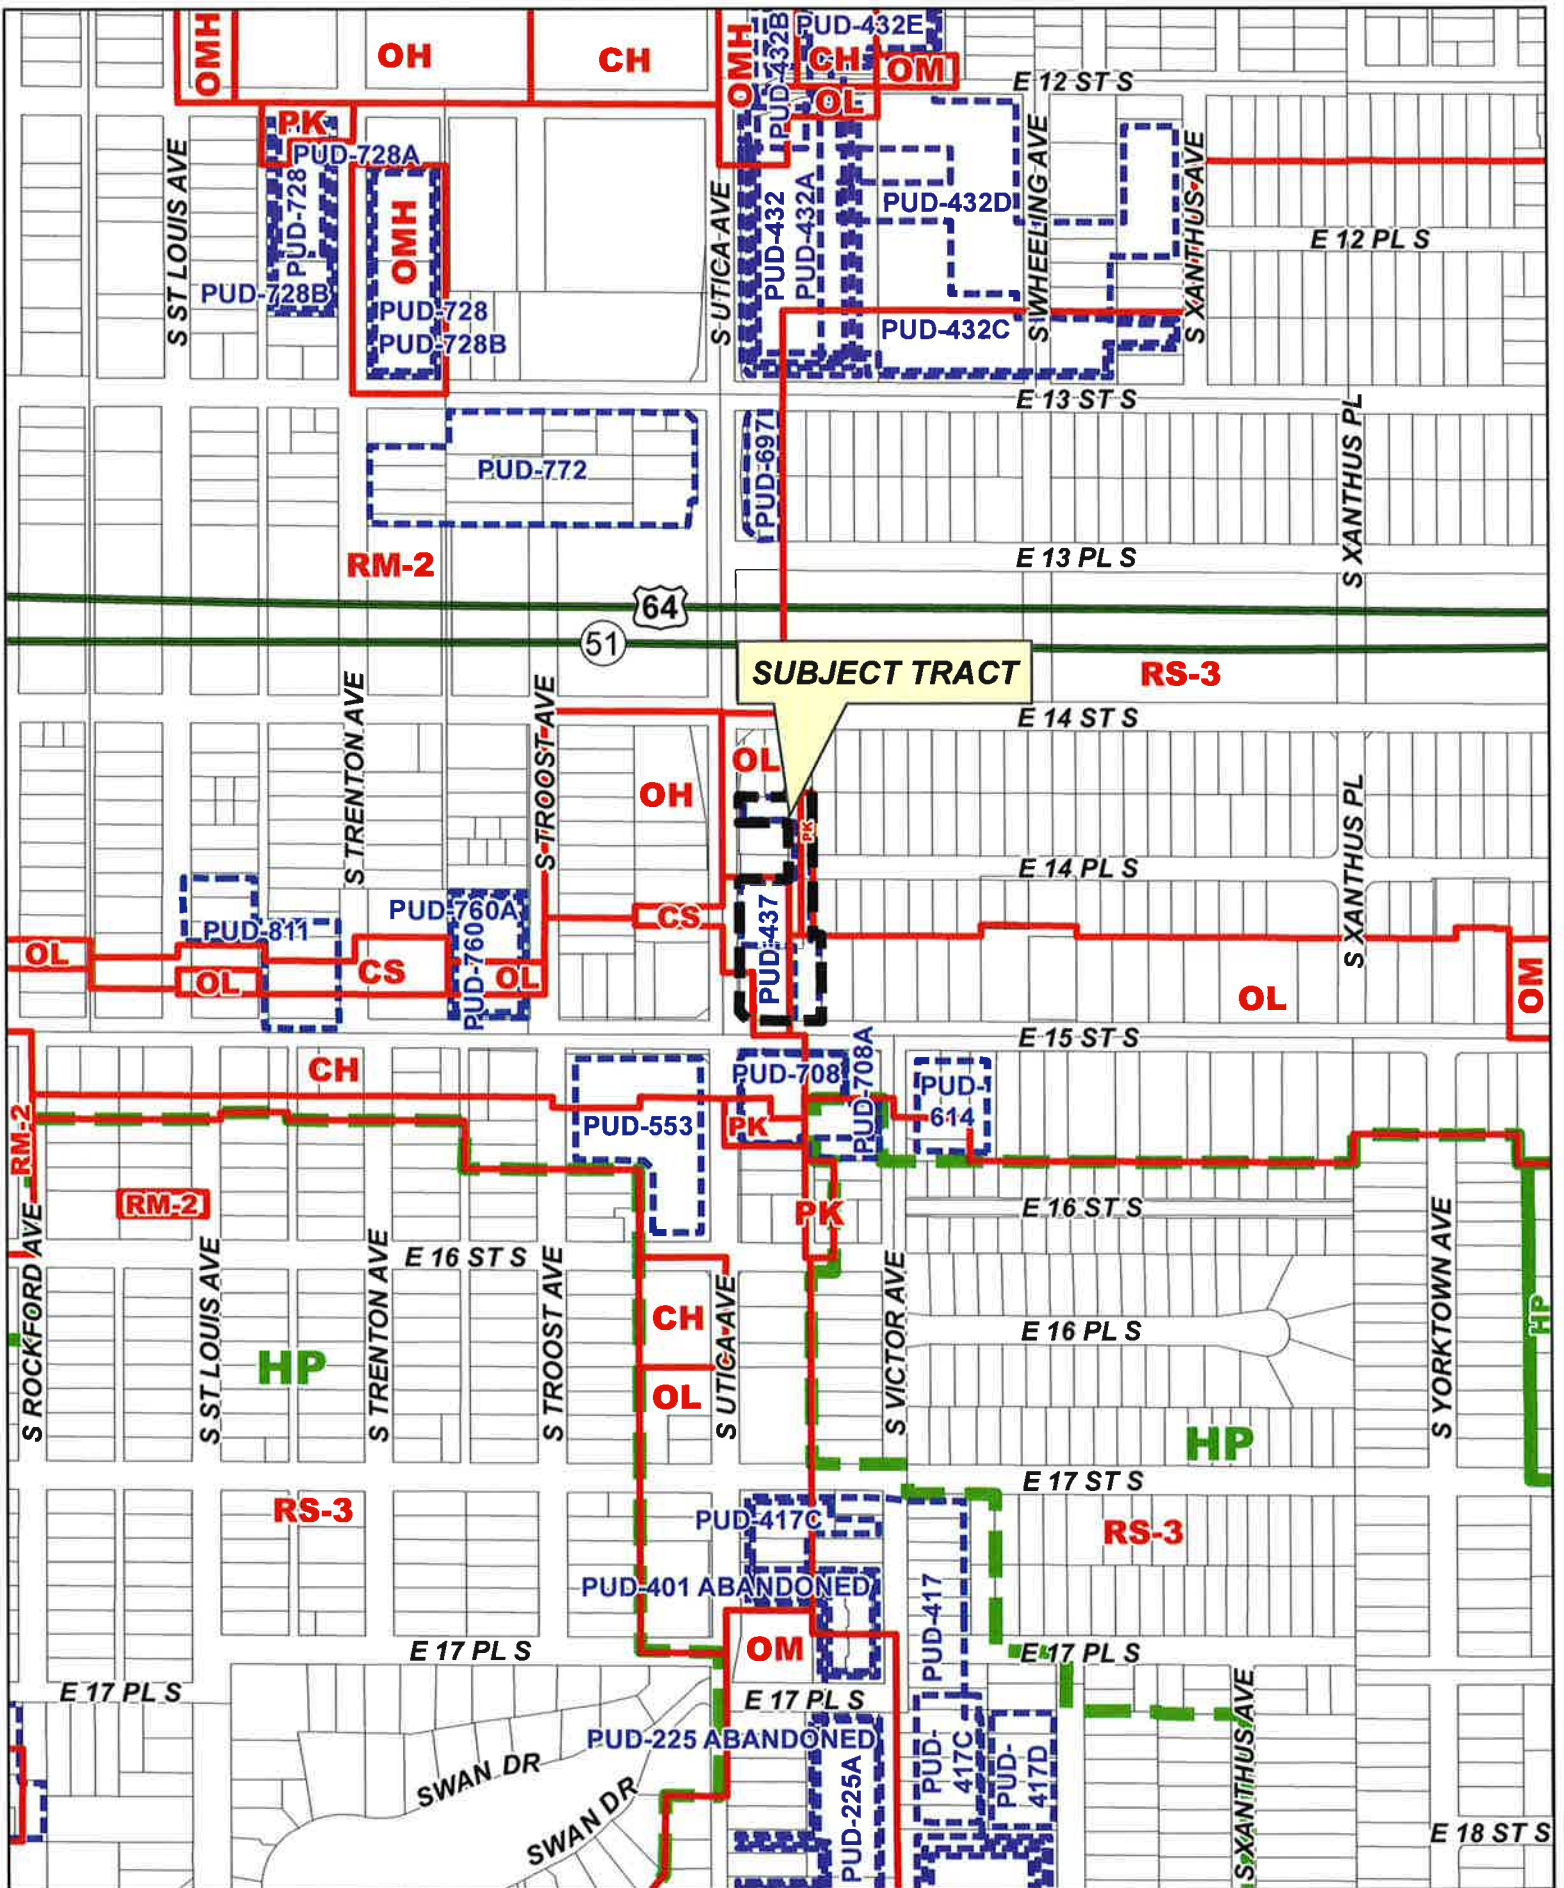 OMH
OH
CH
OMH
PUD-432B
PUD-432E
CH
OM
OL
E 12 ST S
PK
PUD-728A
PUD-728
PUD-728B
OMH
PUD-728
PUD-728B
S ST LOUIS AVE
S UTICA AVE
PUD-432
PUD-432A
PUD-432D
PUD-432C
S WHEELING AVE
S XANTHUS AVE
E 12 PL S
E 13 ST S
PUD-772
PUD-697
S XANTHUS PL
RM-2
E 13 PL S
64
51
SUBJECT TRACT
RS-3
E 14 ST S
S TRENTON AVE
S TROOST AVE
OH
OL
PK
S XANTHUS PL
E 14 PL S
PUD-811
PUD-760A
PUD-760
CS
PUD-437
OL
OL
CS
OL
OL
OM
E 15 ST S
CH
PUD-708
PUD-708A
PUD-
614
PUD-553
PK
RM-2
RM-2
PK
E 16 ST S
E 16 ST S
S ROCKFORD AVE
S ST LOUIS AVE
S TRENTON AVE
S TROOST AVE
S UTICA AVE
S VICTOR AVE
S YORKTOWN AVE
HP
CH
E 16 PL S
HP
OL
HP
E 17 ST S
RS-3
PUD-417C
RS-3
PUD-401 ABANDONED
PUD-417
E 17 PL S
OM
E 17 PL S
E 17 PL S
E 17 PL S
PUD-225 ABANDONED
PUD-225A
PUD-
417C
PUD-
417D
S XANTHUS AVE
SWAN DR
SWAN DR
E 18 ST S